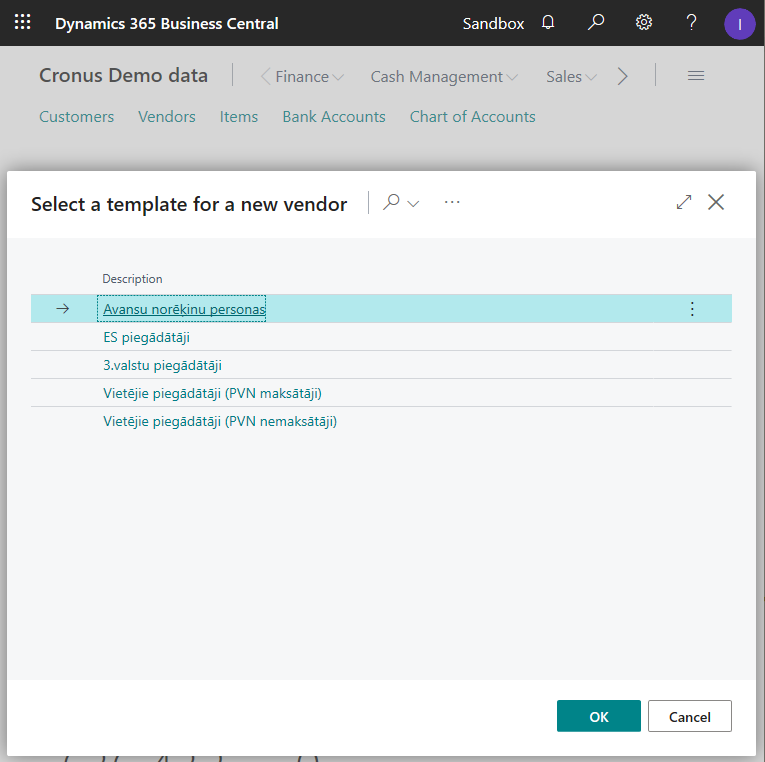 Dynamics 365 Business Central Sandbox ? I
Cronus Demo data Finance Cash Management Sales
Customers Vendors Items Bank Accounts Chart of Accounts
Select a template for a new vendor ...
Description
Avansu norēķinu personas
ES piegādātāji
3.valstu piegādātāji
Vietējie piegādātāji (PVN maksātāji)
Vietējie piegādātāji (PVN nemaksātāji)
OK Cancel